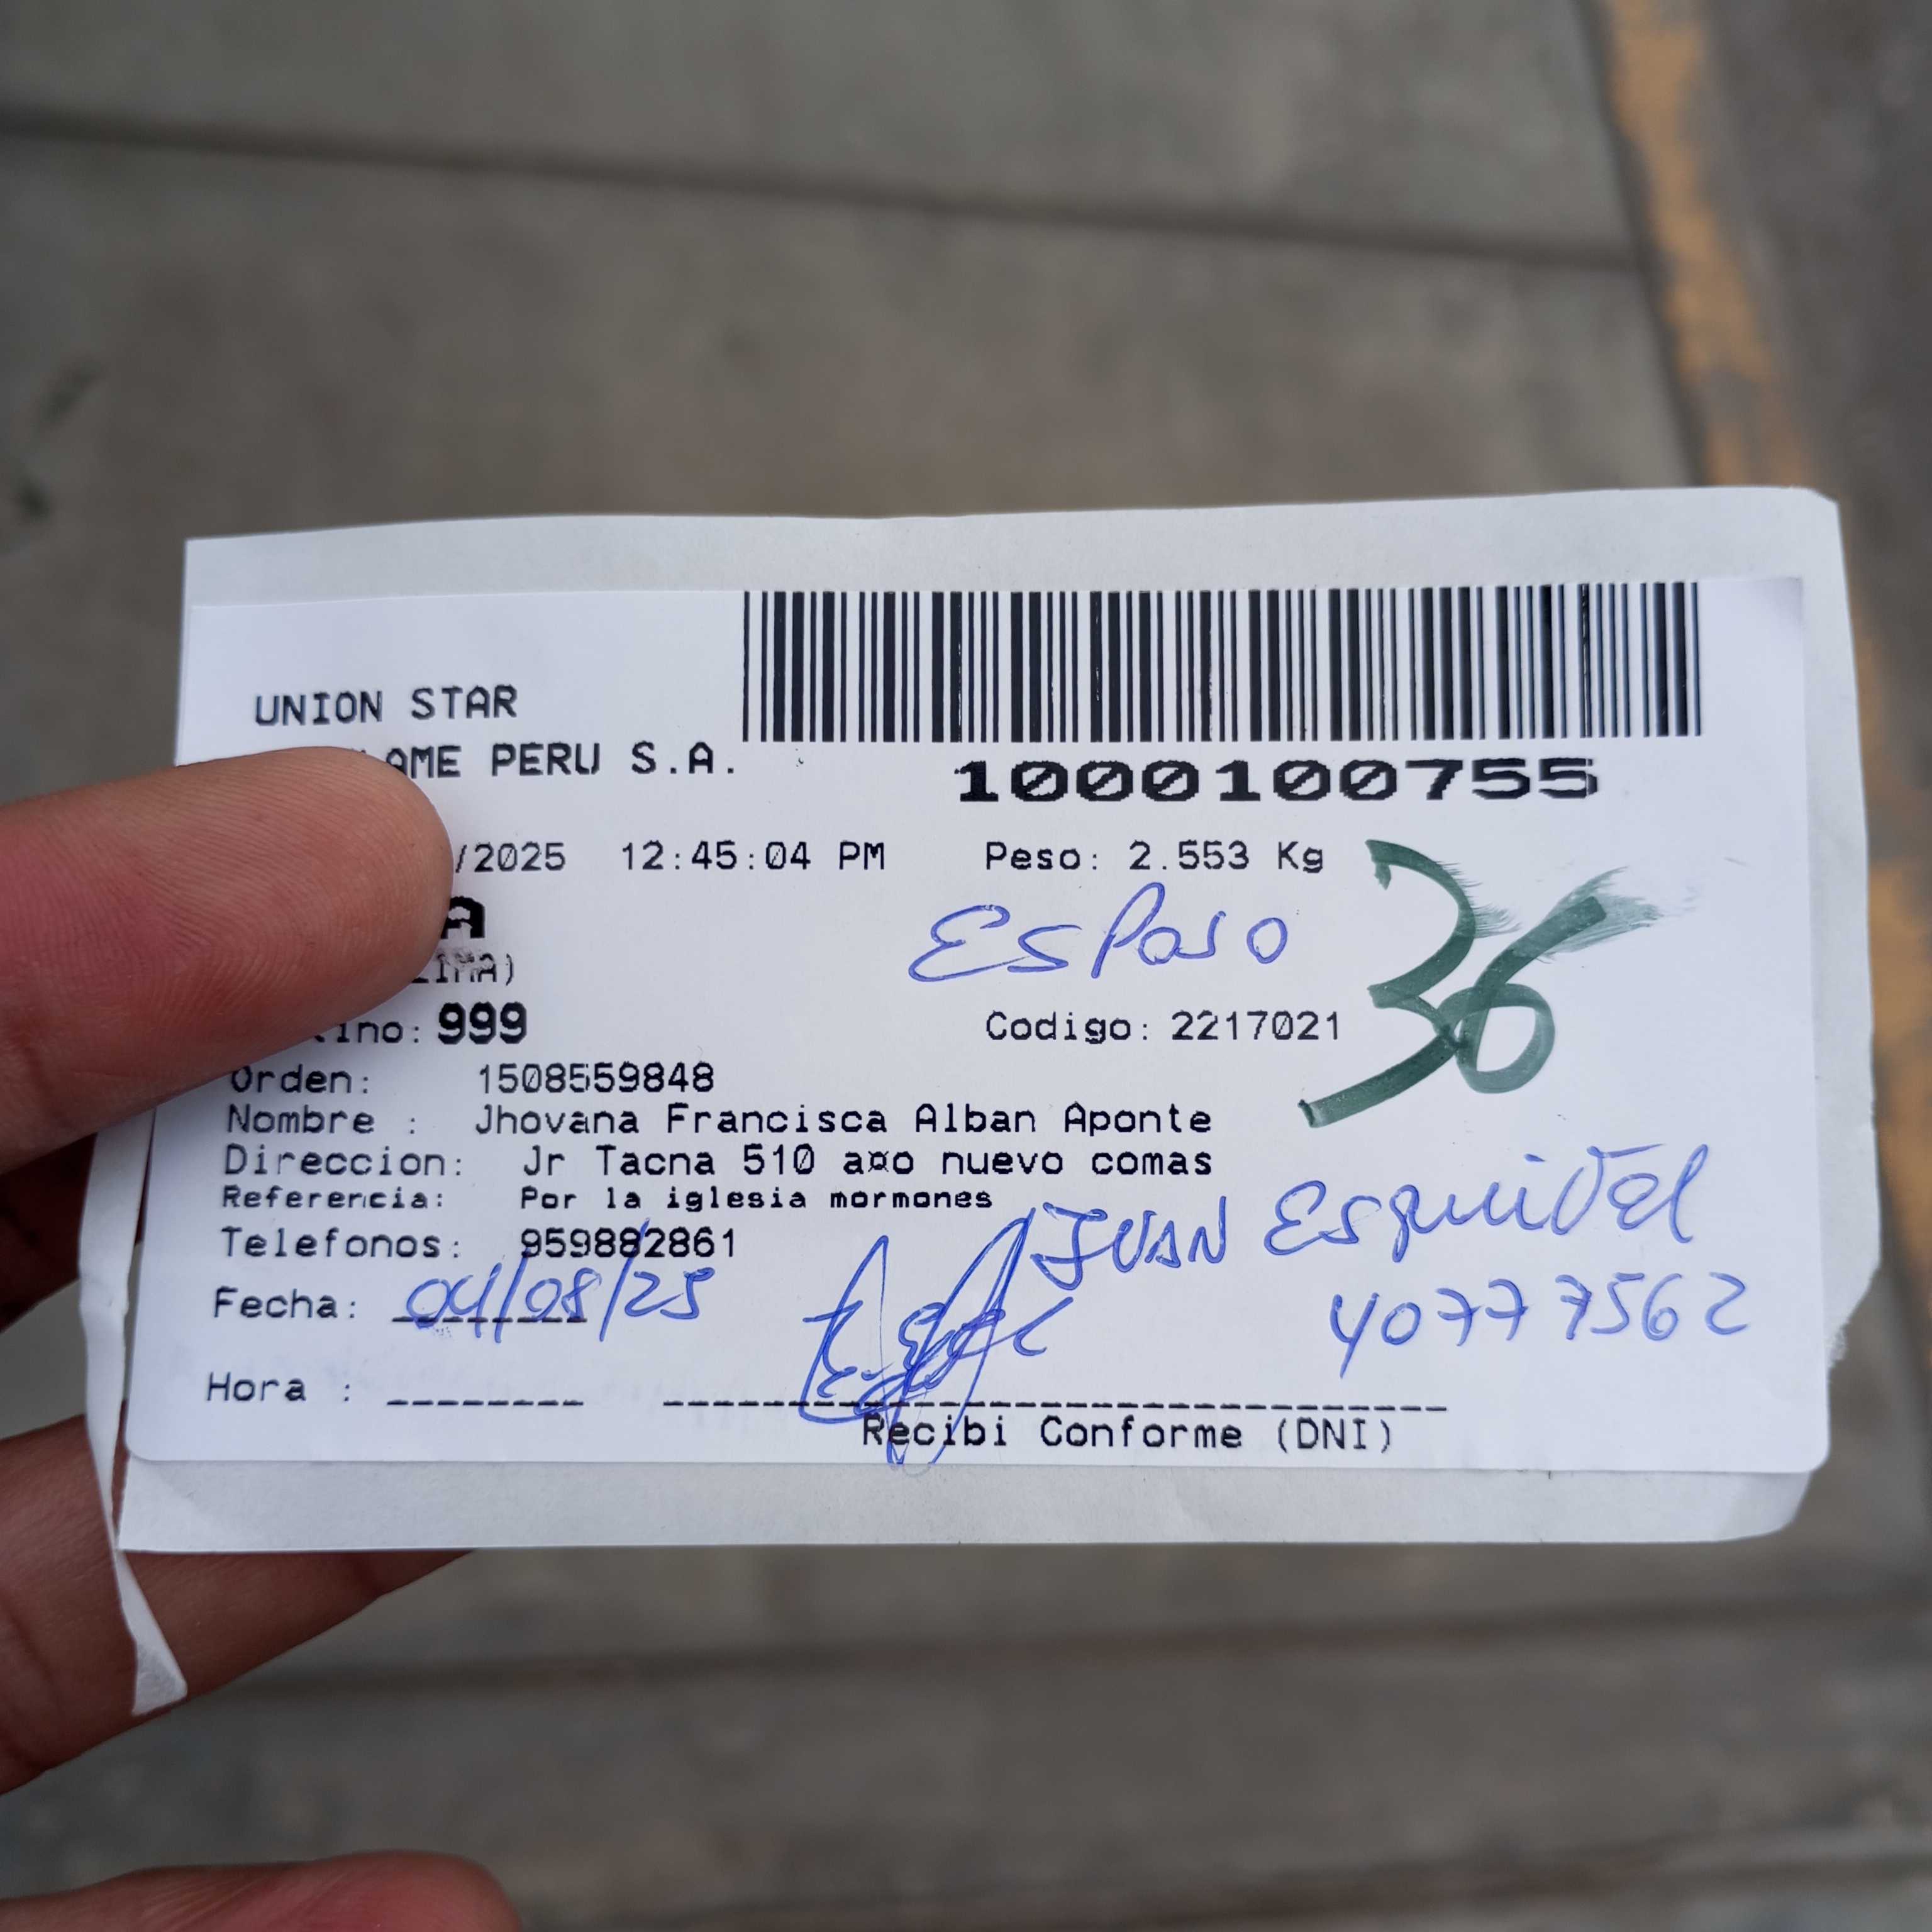 UNION STAR
AME PERU S.A.
1000100755
/2025 12:45:04 PM Peso: 2.553 Kg
A
Esposo
36
999 Codigo: 2217021
Orden: 1508559848
Nombre : Jhovana Francisca Alban Aponte
Direccion: Jr Tacna 510 a¤o nuevo comas
Referencia: Por la iglesia mormones
Telefonos: 959882861
JUAN Esquivel
Fecha: 04/08/25
40777562
Hora :
Recibi Conforme (DNI)